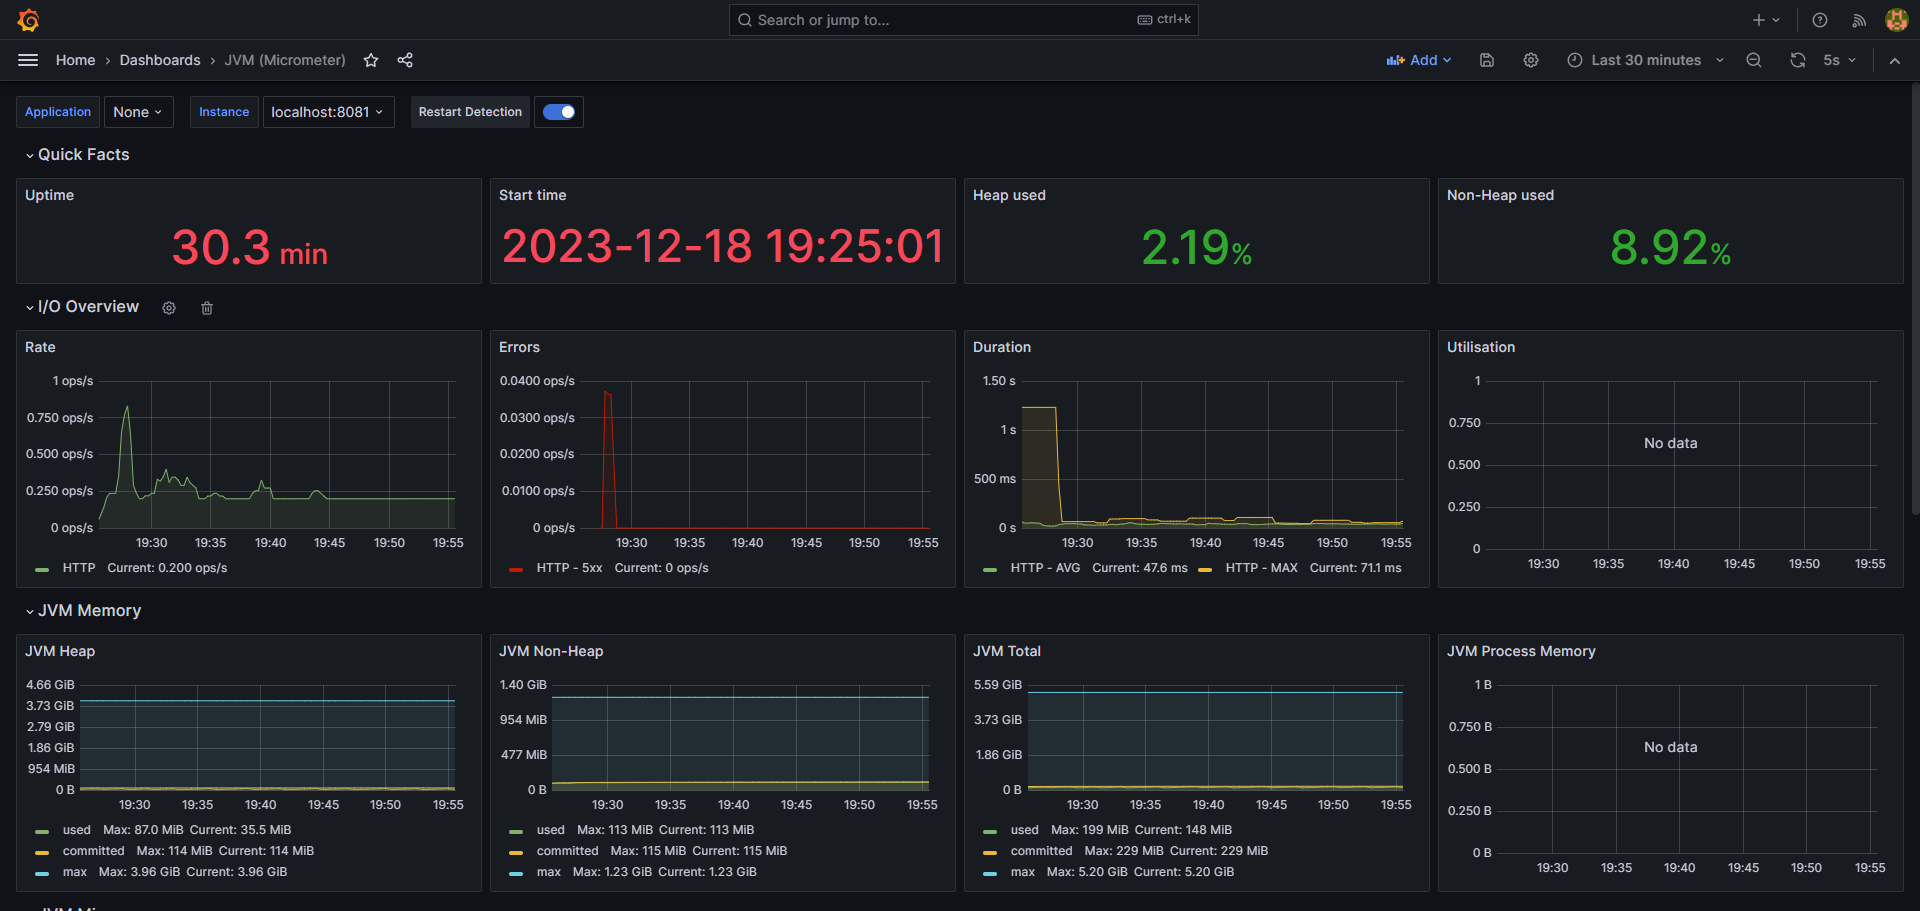 Search or jump to... ctrl+k
Home › Dashboards › JVM (Micrometer) Add Last 30 minutes 5s
Application None Instance localhost:8081 Restart Detection
Quick Facts
Uptime
30.3 min
Start time
2023-12-18 19:25:01
Heap used
2.19%
Non-Heap used
8.92%
I/O Overview
Rate
1 ops/s
0.750 ops/s
0.500 ops/s
0.250 ops/s
0 ops/s
19:30 19:35 19:40 19:45 19:50 19:55
HTTP Current: 0.200 ops/s
Errors
0.0400 ops/s
0.0300 ops/s
0.0200 ops/s
0.0100 ops/s
0 ops/s
19:30 19:35 19:40 19:45 19:50 19:55
HTTP - 5xx Current: 0 ops/s
Duration
1.50 s
1 s
500 ms
0 s
19:30 19:35 19:40 19:45 19:50 19:55
HTTP - AVG Current: 47.6 ms HTTP - MAX Current: 71.1 ms
Utilisation
1
0.750
No data
0.500
0.250
0
19:30 19:35 19:40 19:45 19:50 19:55
JVM Memory
JVM Heap
4.66 GiB
3.73 GiB
2.79 GiB
1.86 GiB
954 MiB
0 B
19:30 19:35 19:40 19:45 19:50 19:55
used Max: 87.0 MiB Current: 35.5 MiB
committed Max: 114 MiB Current: 114 MiB
max Max: 3.96 GiB Current: 3.96 GiB
JVM Non-Heap
1.40 GiB
954 MiB
477 MiB
0 B
19:30 19:35 19:40 19:45 19:50 19:55
used Max: 113 MiB Current: 113 MiB
committed Max: 115 MiB Current: 115 MiB
max Max: 1.23 GiB Current: 1.23 GiB
JVM Total
5.59 GiB
3.73 GiB
1.86 GiB
0 B
19:30 19:35 19:40 19:45 19:50 19:55
used Max: 199 MiB Current: 148 MiB
committed Max: 229 MiB Current: 229 MiB
max Max: 5.20 GiB Current: 5.20 GiB
JVM Process Memory
1 B
0.750 B
No data
0.500 B
0.250 B
0 B
19:30 19:35 19:40 19:45 19:50 19:55